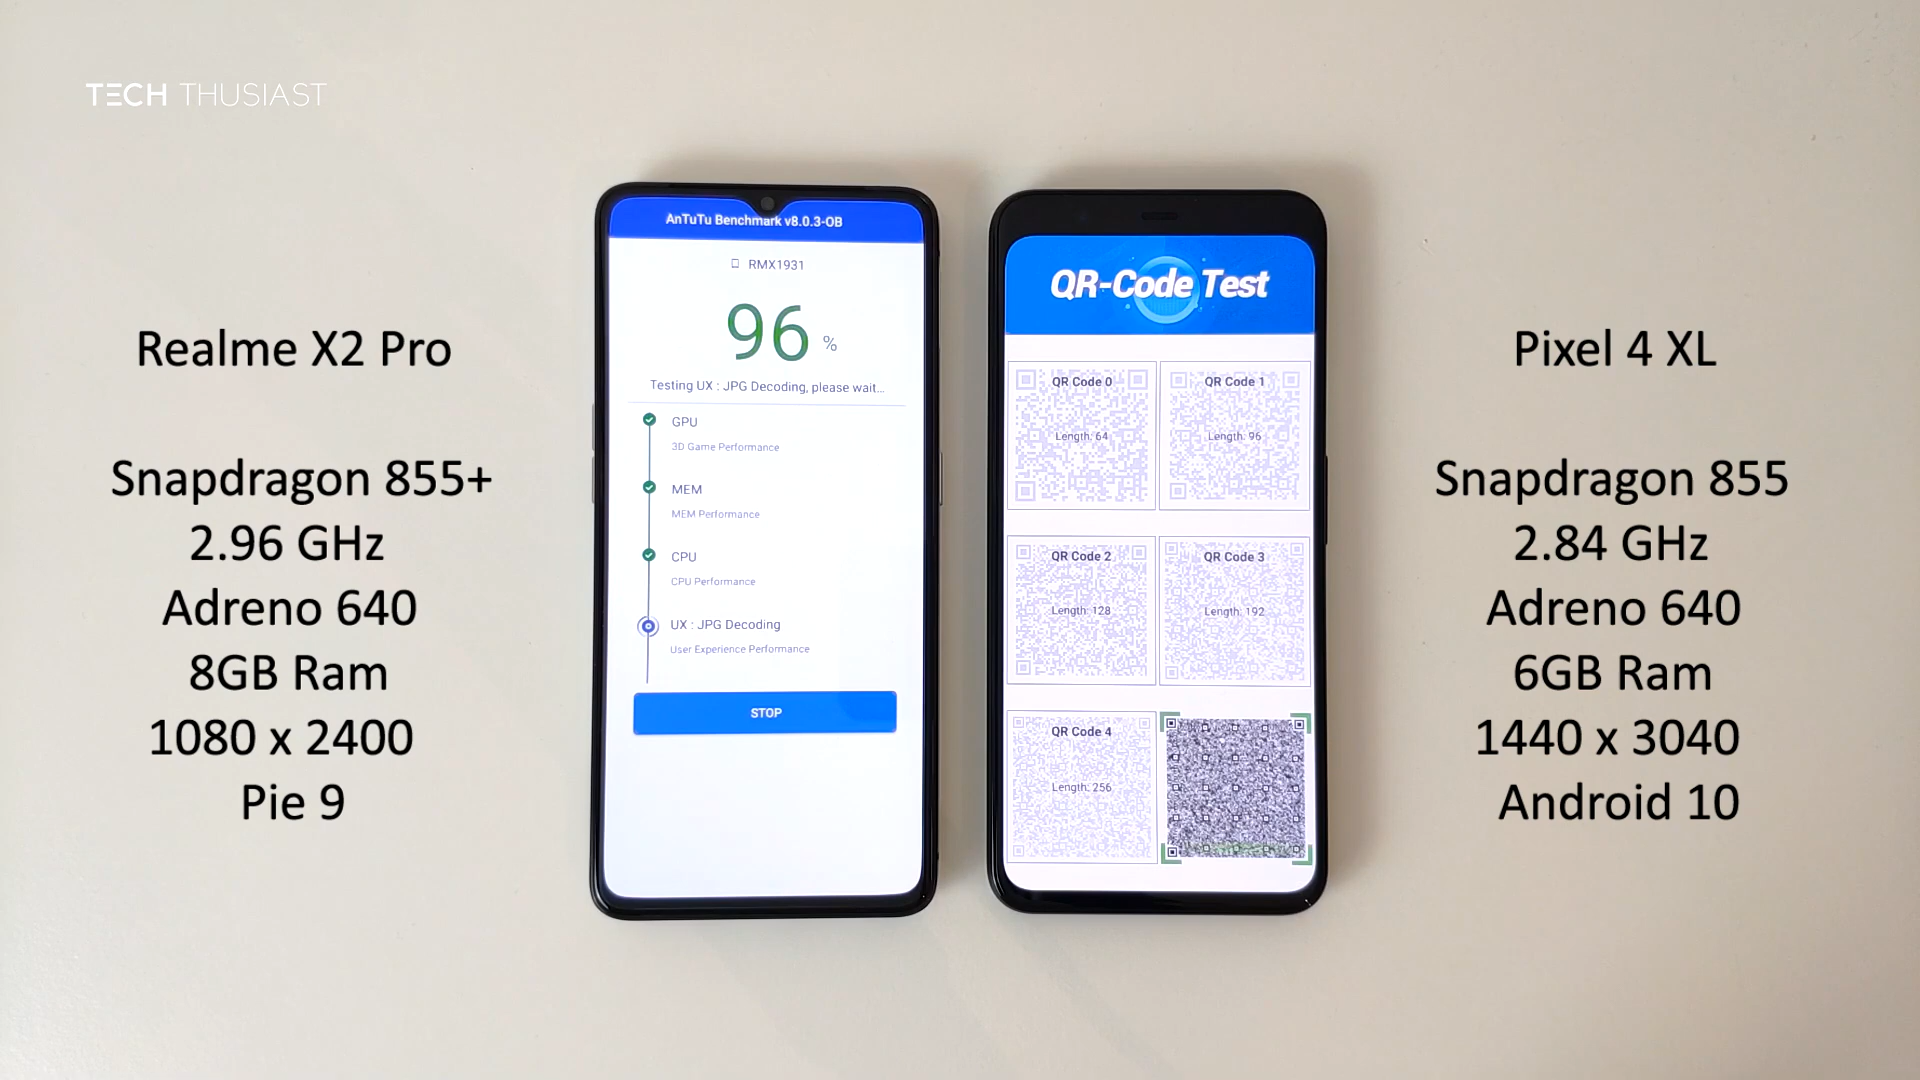 TECH THUSIAST
Realme X2 Pro
Snapdragon 855+
2.96 GHz
Adreno 640
8GB Ram
1080 x 2400
Pie 9
AnTuTu Benchmark v8.0.3-OB
RMX1931
96 %
Testing UX : JPG Decoding, please wait...
GPU
3D Game Performance
MEM
MEM Performance
CPU
CPU Performance
UX : JPG Decoding
User Experience Performance
STOP
QR-Code Test
QR Code 0
Length: 64
QR Code 1
Length: 96
QR Code 2
Length: 128
QR Code 3
Length: 192
QR Code 4
Length: 256
Pixel 4 XL
Snapdragon 855
2.84 GHz
Adreno 640
6GB Ram
1440 x 3040
Android 10